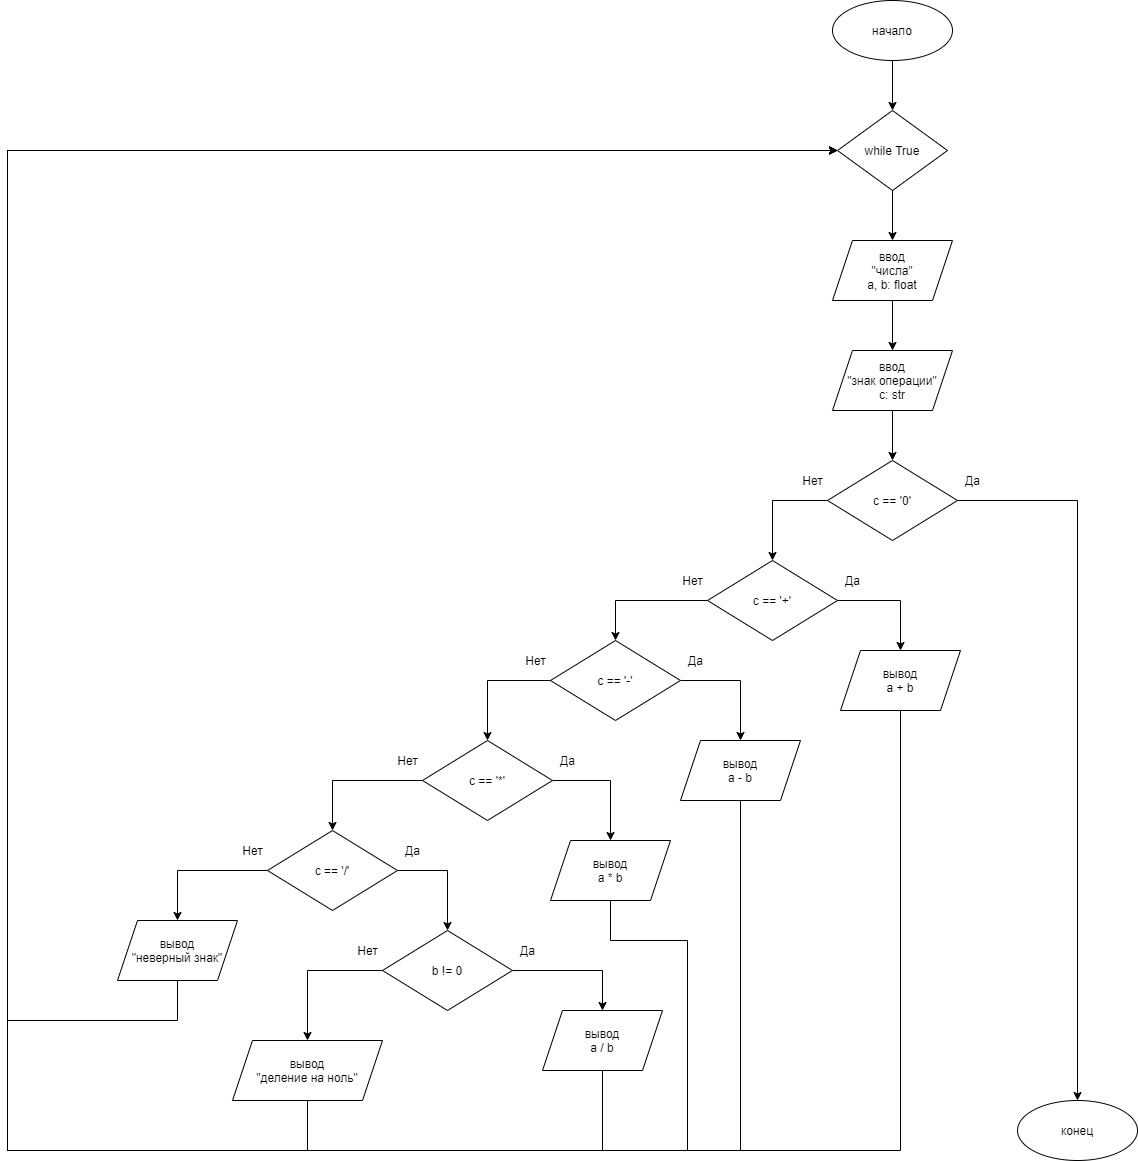 начало
while True
ввод
"числа"
a, b: float
ввод
"знак операции"
c: str
Нет
Да
c == '0'
Нет
Да
c == '+'
Нет
Да
c == '-'
вывод
a + b
Нет
Да
c == '*'
вывод
a - b
Нет
Да
c == '/'
вывод
a * b
вывод
"неверный знак"
Нет
Да
b != 0
вывод
a / b
вывод
"деление на ноль"
конец